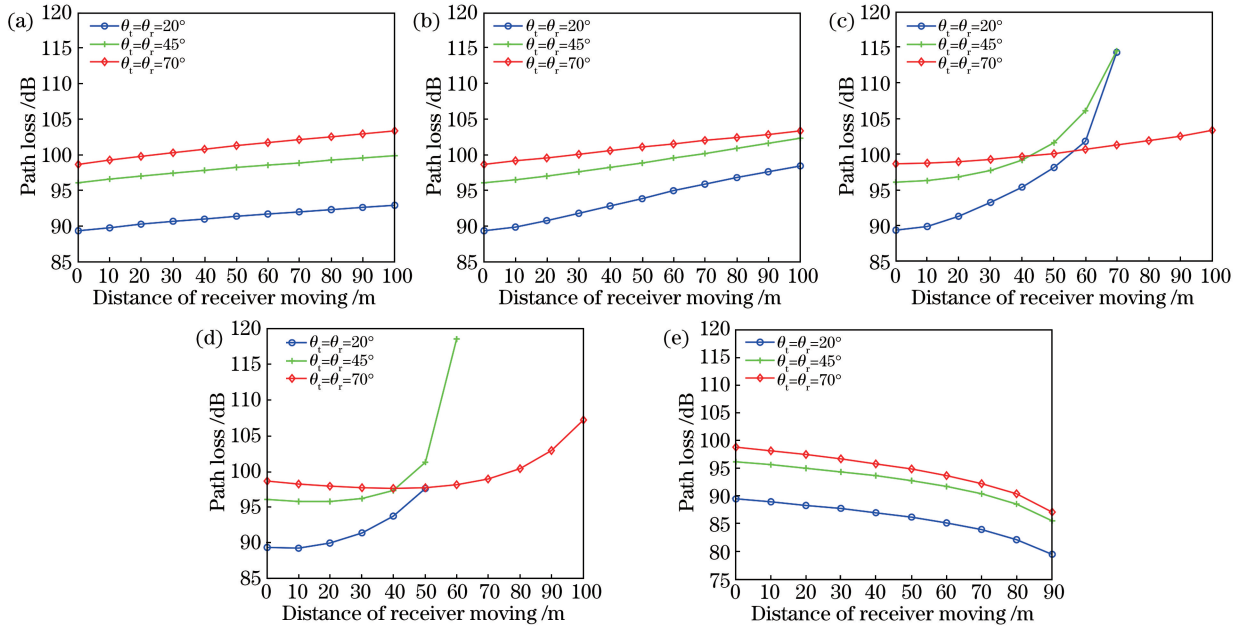 (a)
θt=θr=20°
θt=θr=45°
θt=θr=70°
120
115
110
105
100
95
90
85
Path loss /dB
0 10 20 30 40 50 60 70 80 90 100
Distance of receiver moving /m
(b)
θt=θr=20°
θt=θr=45°
θt=θr=70°
120
115
110
105
100
95
90
85
Path loss /dB
0 10 20 30 40 50 60 70 80 90 100
Distance of receiver moving /m
(c)
θt=θr=20°
θt=θr=45°
θt=θr=70°
120
115
110
105
100
95
90
85
Path loss /dB
0 10 20 30 40 50 60 70 80 90 100
Distance of receiver moving /m
(d)
θt=θr=20°
θt=θr=45°
θt=θr=70°
120
115
110
105
100
95
90
85
Path loss /dB
0 10 20 30 40 50 60 70 80 90 100
Distance of receiver moving /m
(e)
θt=θr=20°
θt=θr=45°
θt=θr=70°
120
115
110
105
100
95
90
85
80
75
Path loss /dB
0 10 20 30 40 50 60 70 80 90
Distance of receiver moving /m